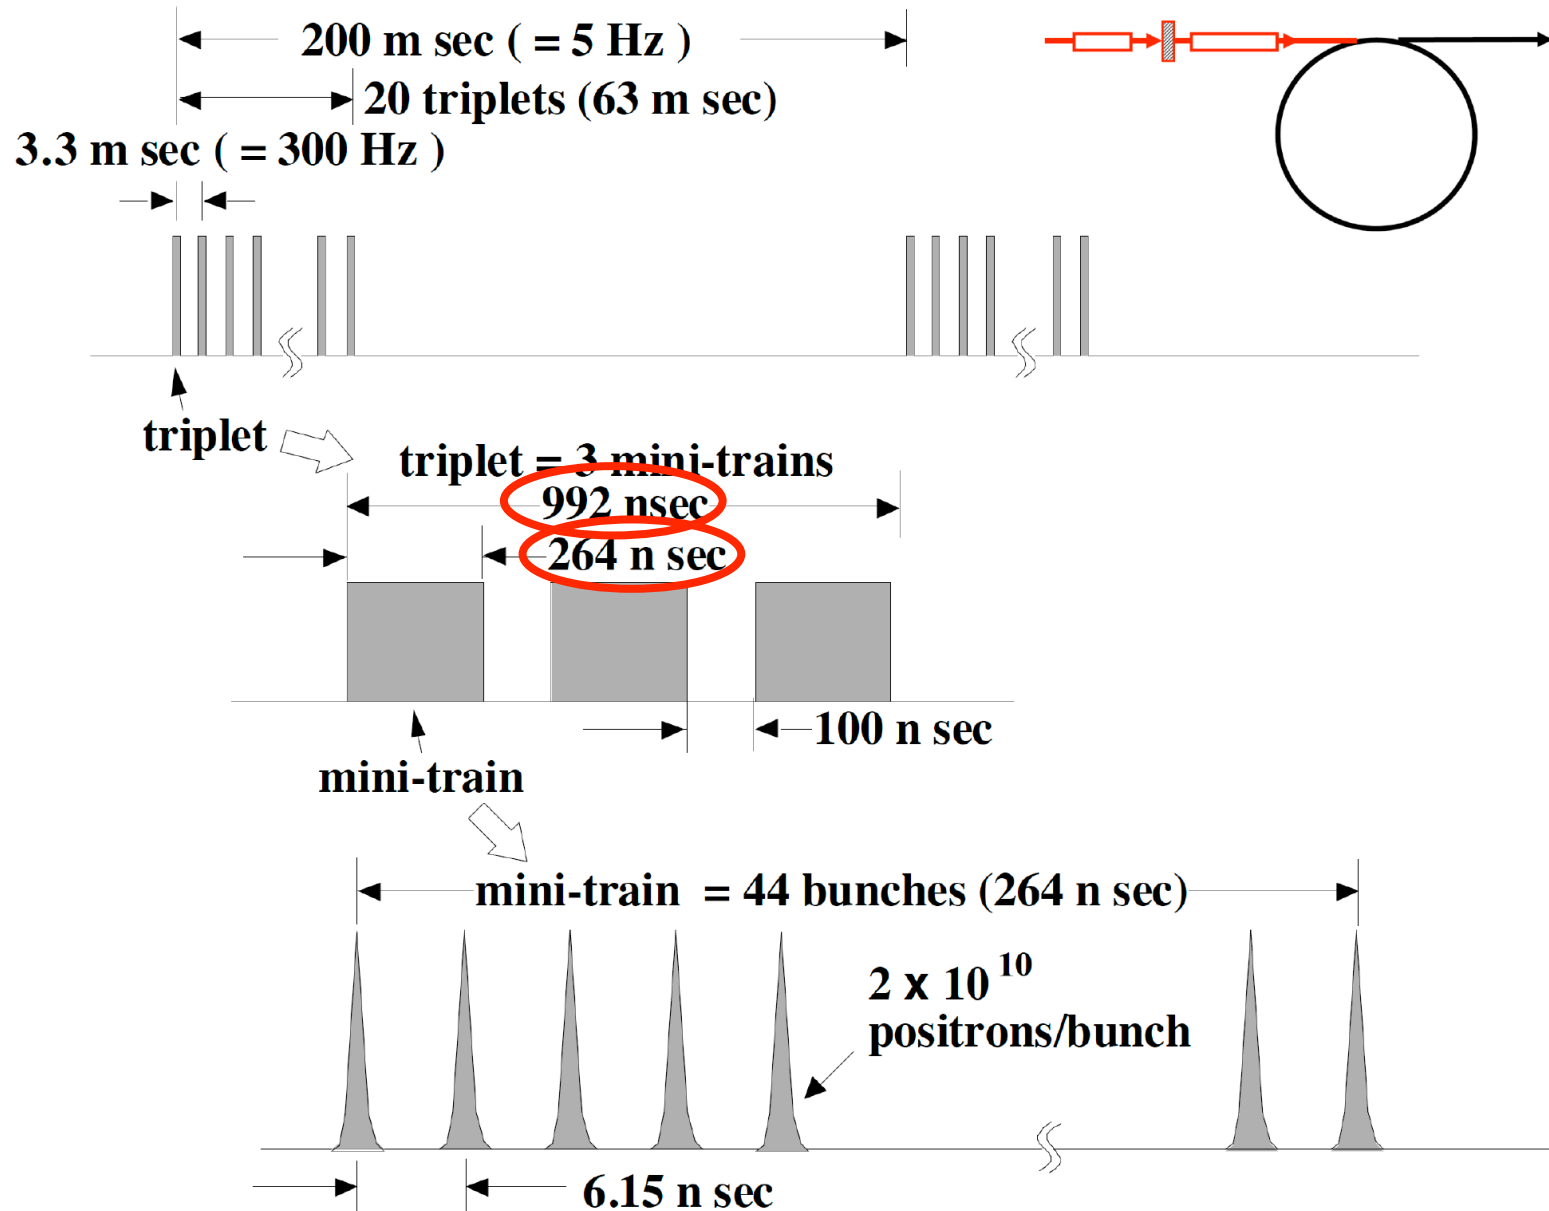 200 m sec ( = 5 Hz )
20 triplets (63 m sec)
3.3 m sec ( = 300 Hz )
triplet
triplet = 3 mini-trains
992 nsec
264 n sec
100 n sec
mini-train
mini-train = 44 bunches (264 n sec)
2 x 10 10
positrons/bunch
6.15 n sec